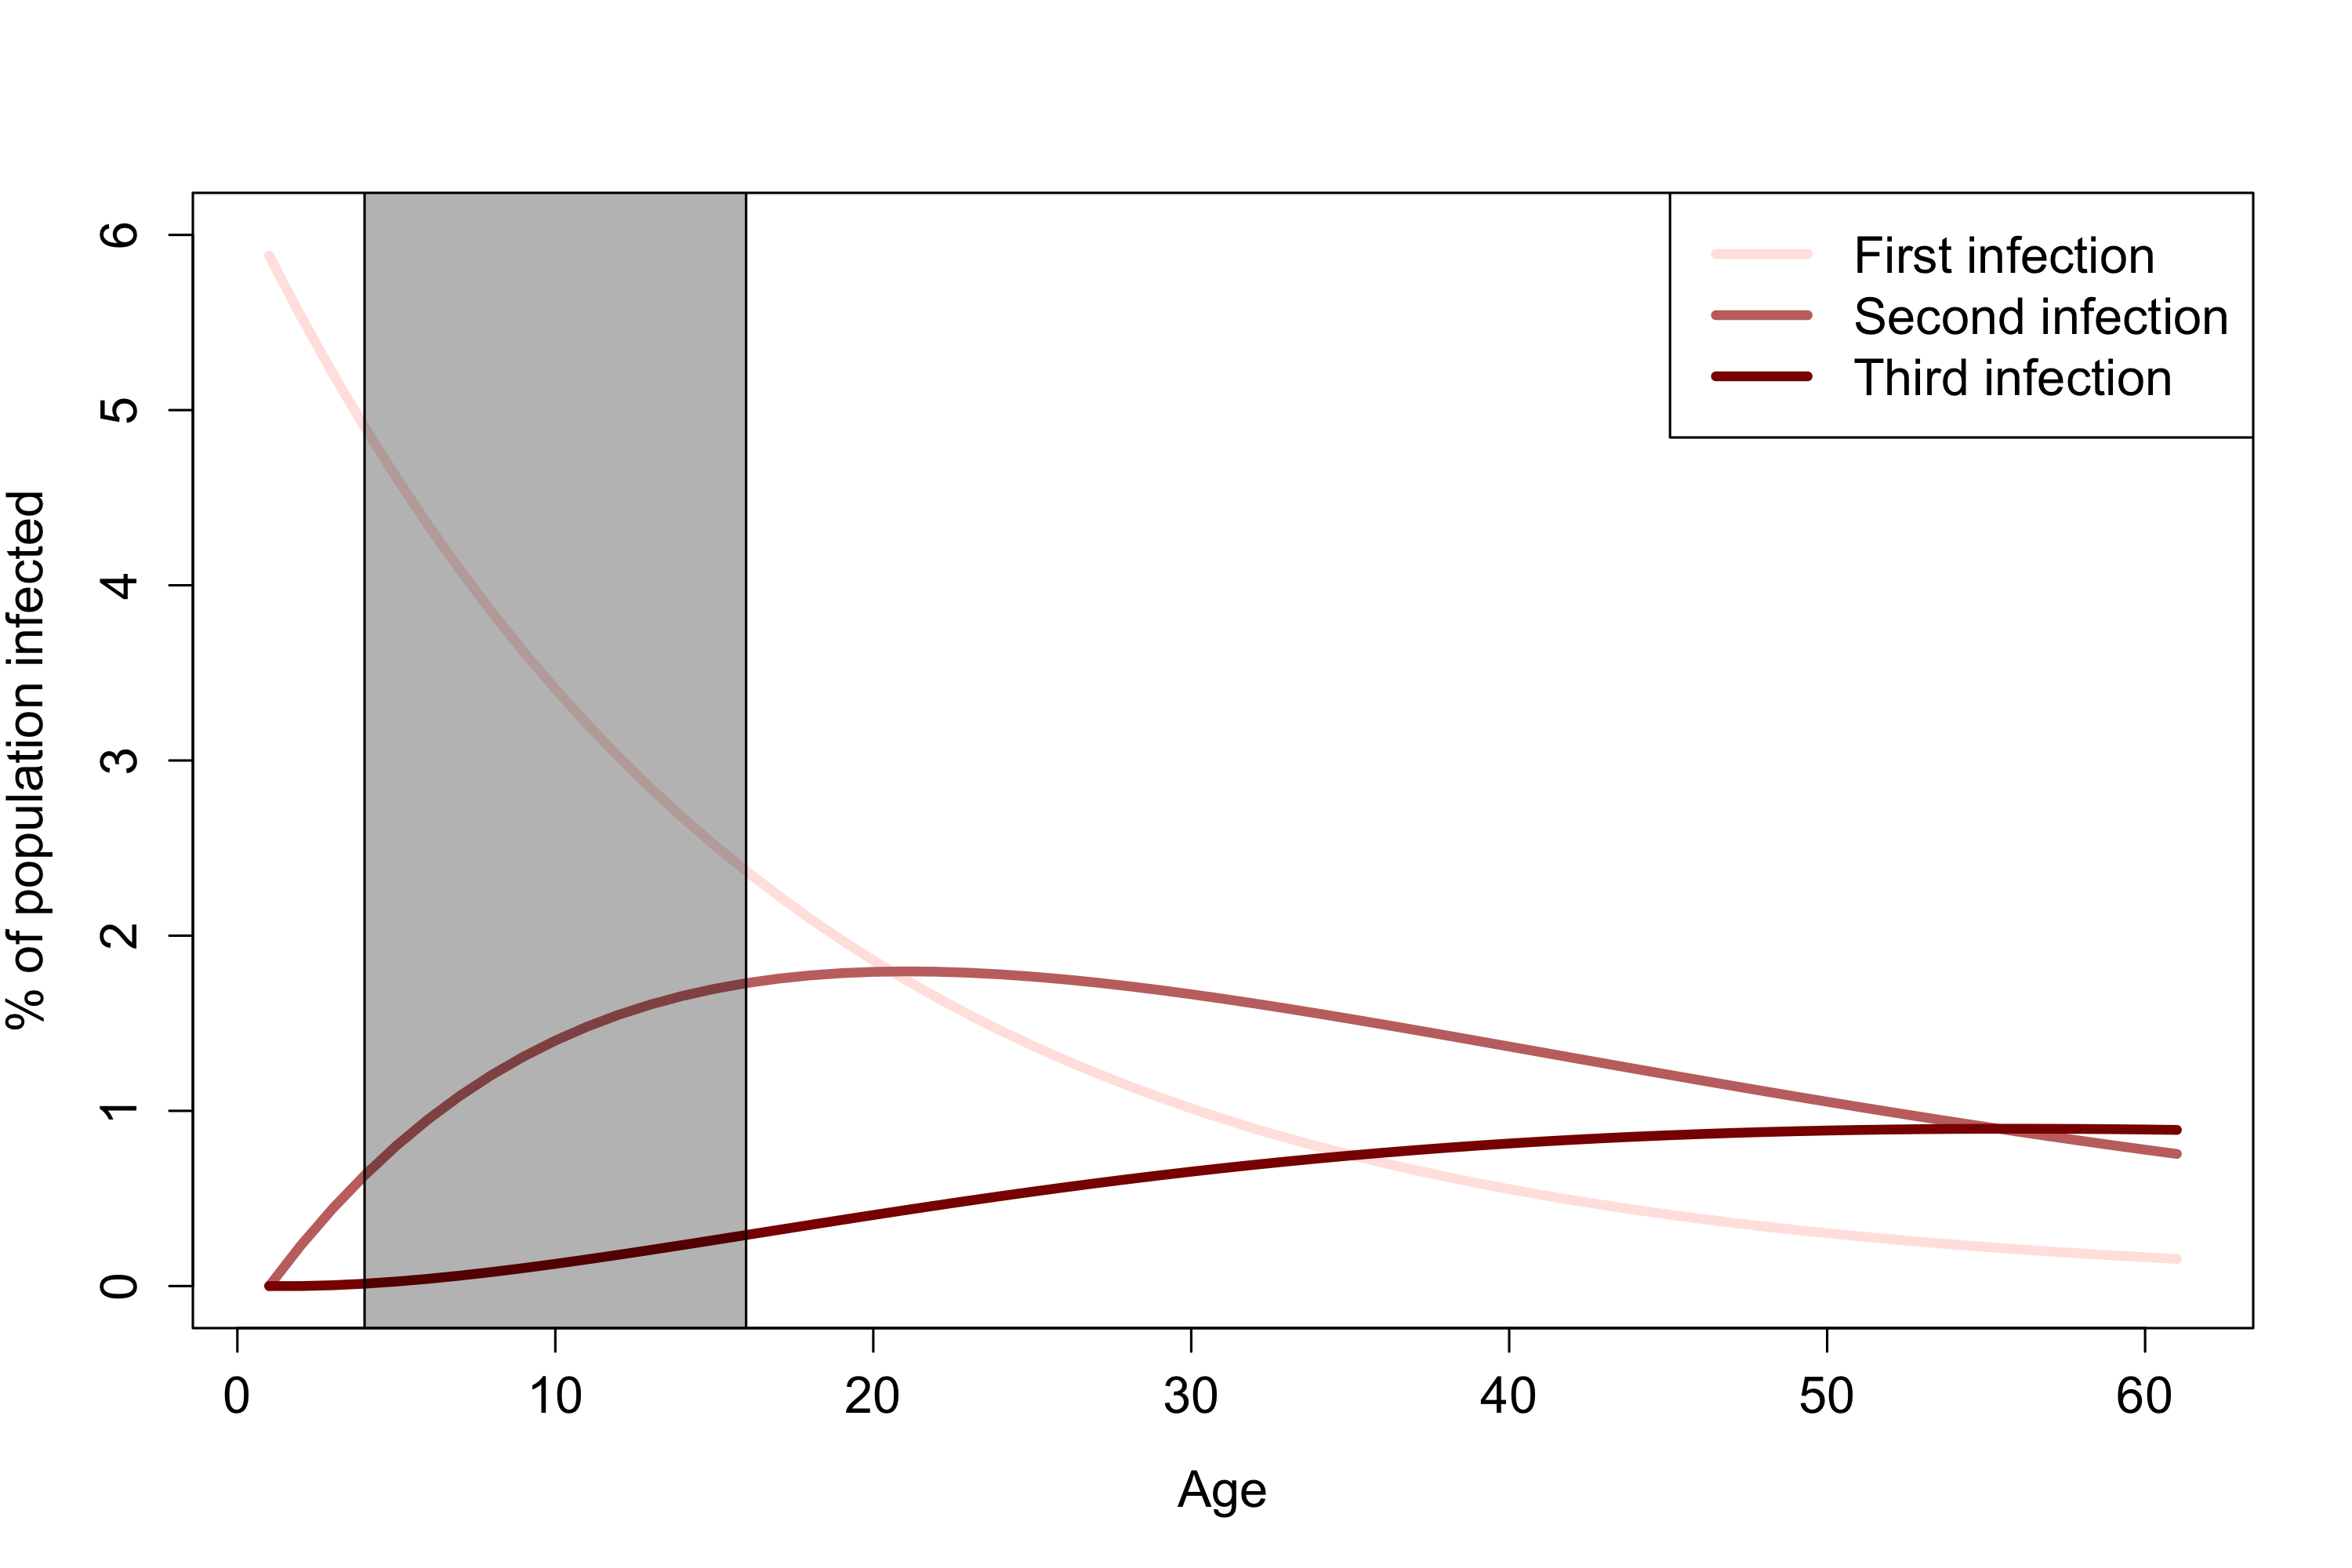 First infection
Second infection
Third infection
% of population infected
6
5
4
3
2
1
0
0 10 20 30 40 50 60
Age